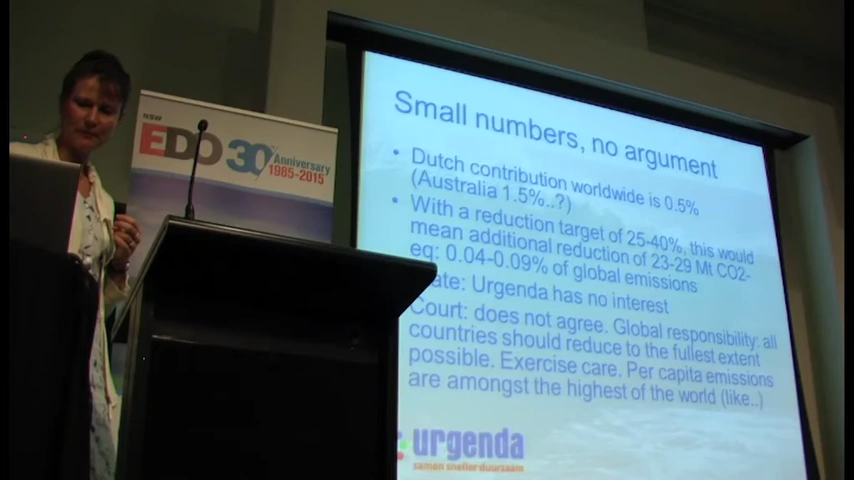 NSW
EDO 30th Anniversary
1985-2015
Small numbers, no argument
• Dutch contribution worldwide is 0.5%
(Australia 1.5%..?)
• With a reduction target of 25-40%, this would
mean additional reduction of 23-29 Mt CO2-
eq: 0.04-0.09% of global emissions
ate: Urgenda has no interest
Court: does not agree. Global responsibility: all
countries should reduce to the fullest extent
possible. Exercise care. Per capita emissions
are amongst the highest of the world (like..)
urgenda
samen sneller duurzaam